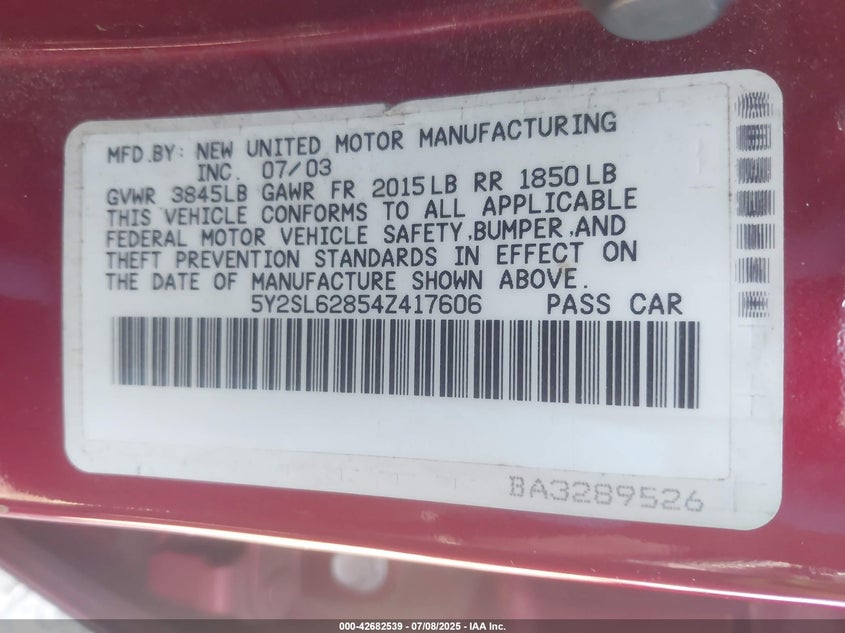 MFD.BY: NEW UNITED MOTOR MANUFACTURING
INC. 07/03
GVWR 3845LB GAWR FR 2015LB RR 1850LB
THIS VEHICLE CONFORMS TO ALL APPLICABLE
FEDERAL MOTOR VEHICLE SAFETY,BUMPER,AND
THEFT PREVENTION STANDARDS IN EFFECT ON
THE DATE OF MANUFACTURE SHOWN ABOVE.
5Y2SL62854Z417606 PASS CAR
BA3289526
000-42682539 - 07/08/2025 - IAA Inc.